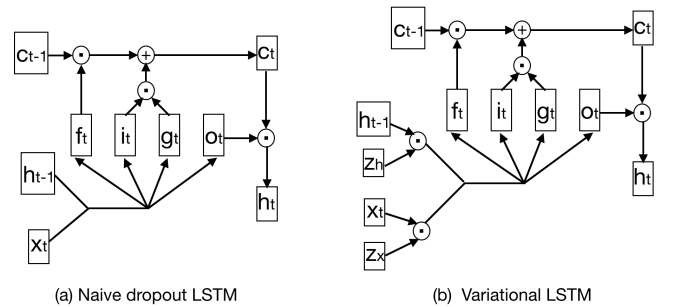 Ct-1 + Ct
ft it gt ot
ht-1
xt
ht
(a) Naive dropout LSTM
Ct-1 + Ct
ft it gt ot
ht-1
zh
xt
zx
ht
(b) Variational LSTM